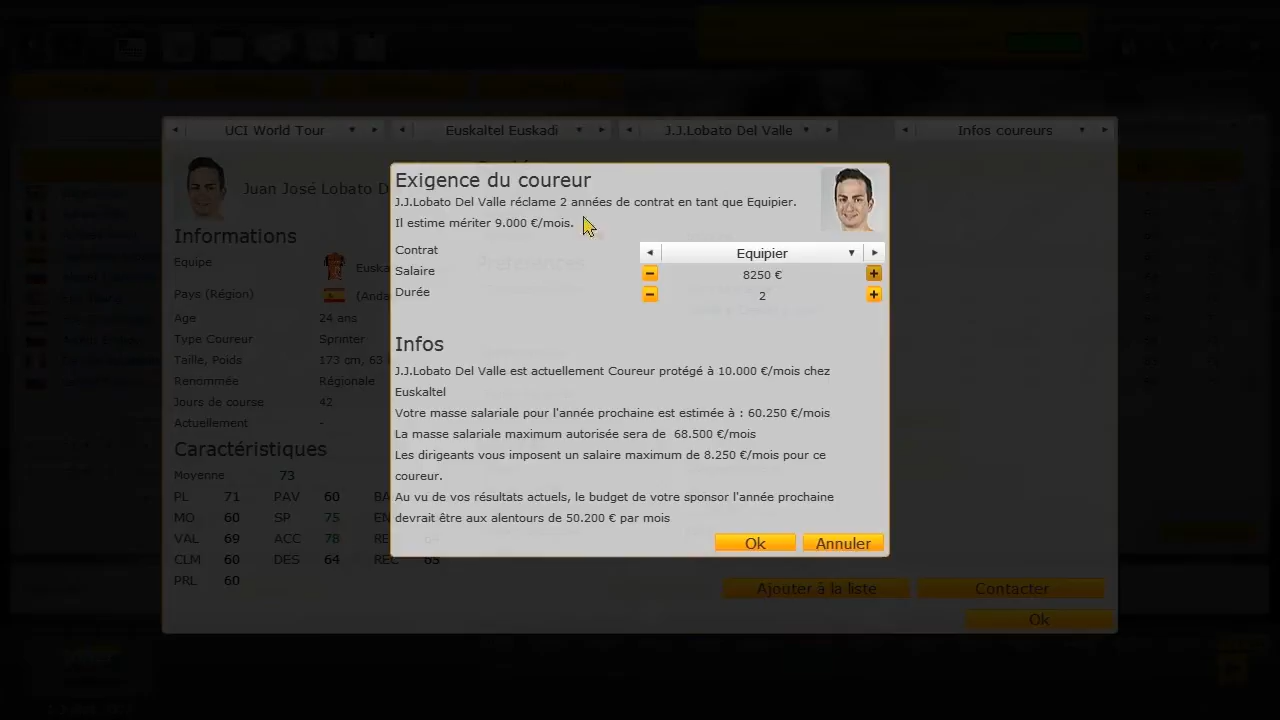 UCI World Tour Euskaltel Euskadi J.J.Lobato Del Valle Infos coureurs
Juan José Lobato D
Informations
Equipe Euska
Pays (Région) (Anda
Age 24 ans
Type Coureur Sprinter
Taille, Poids 173 cm, 63
Renommée Régionale
Jours de course 42
Actuellement -
Caractéristiques
Moyenne 73
PL 71 PAV 60 BA
MO 60 SP 75 EN
VAL 69 ACC 78 RE
CLM 60 DES 64 REC 65
PRL 60
Exigence du coureur
J.J.Lobato Del Valle réclame 2 années de contrat en tant que Equipier.
Il estime mériter 9.000 €/mois.
Contrat Equipier
Salaire 8250 €
Durée 2
Infos
J.J.Lobato Del Valle est actuellement Coureur protégé à 10.000 €/mois chez
Euskaltel
Votre masse salariale pour l'année prochaine est estimée à : 60.250 €/mois
La masse salariale maximum autorisée sera de 68.500 €/mois
Les dirigeants vous imposent un salaire maximum de 8.250 €/mois pour ce
coureur.
Au vu de vos résultats actuels, le budget de votre sponsor l'année prochaine
devrait être aux alentours de 50.200 € par mois
Ok Annuler
Ajouter à la liste Contacter
Ok